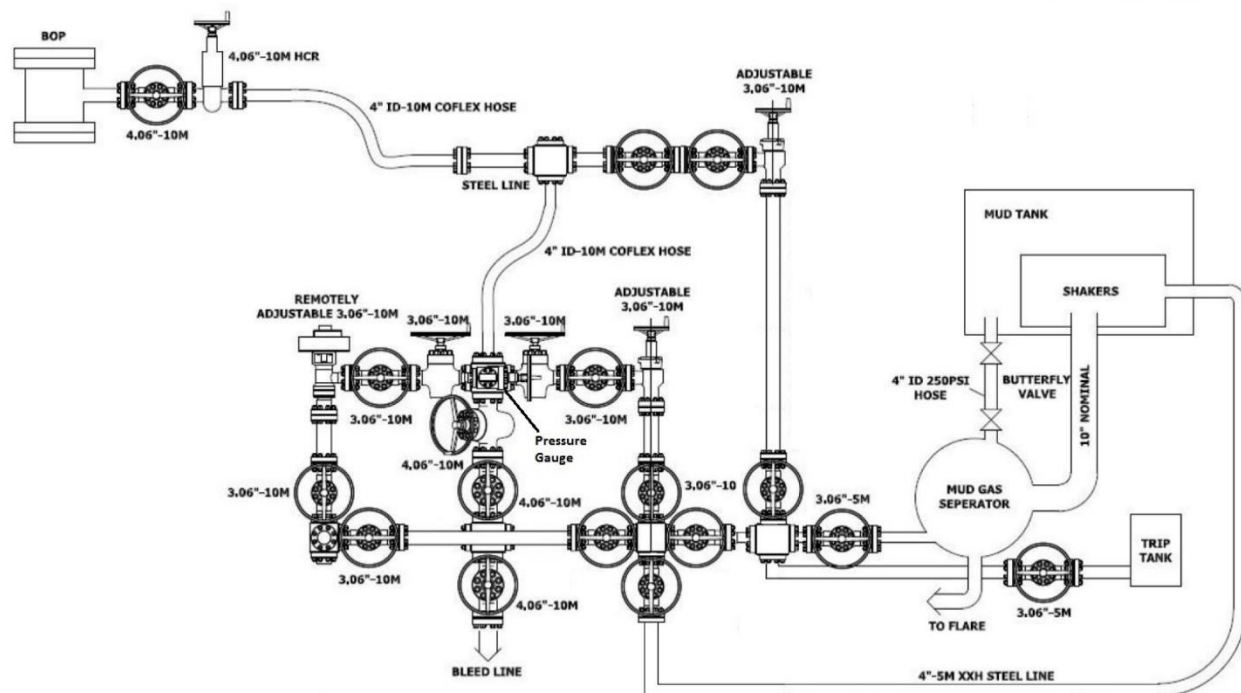 BOP
4.06"-10M HCR
4.06"-10M
4" ID-10M COFLEX HOSE
STEEL LINE
ADJUSTABLE
3.06"-10M
4" ID-10M COFLEX HOSE
MUD TANK
SHAKERS
REMOTELY
ADJUSTABLE 3.06"-10M
3.06"-10M
3.06"-10M
ADJUSTABLE
3.06"-10M
3.06"-10M
3.06"-10M
4.06"-10M
Pressure
Gauge
4" ID 250PSI
HOSE
BUTTERFLY
VALVE
10" NOMINAL
3.06"-10M
4.06"-10M
3.06"-10
3.06"-5M
MUD GAS
SEPERATOR
TRIP
TANK
3.06"-10M
4.06"-10M
3.06"-5M
TO FLARE
BLEED LINE
4"-5M XXH STEEL LINE